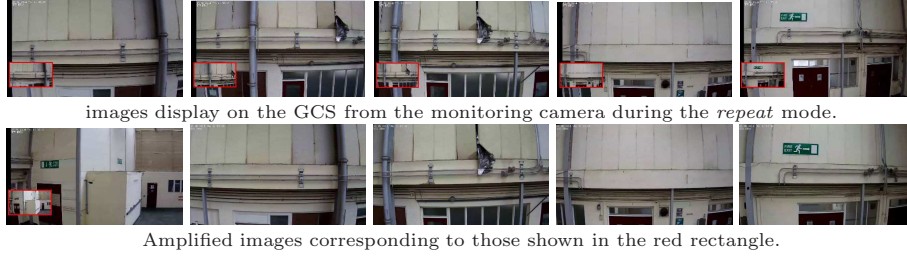 images display on the GCS from the monitoring camera during the repeat mode.
Amplified images corresponding to those shown in the red rectangle.